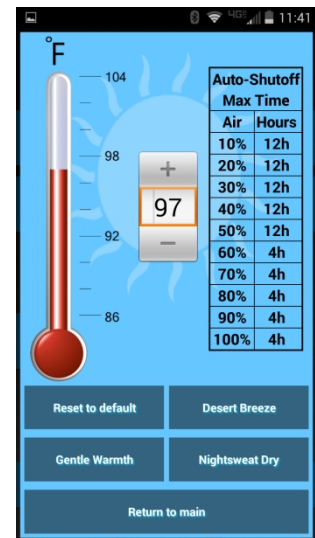 4G 11:41
°F
104
98
92
86
+
97
−
Auto-Shutoff
Max Time
Air Hours
10% 12h
20% 12h
30% 12h
40% 12h
50% 12h
60% 4h
70% 4h
80% 4h
90% 4h
100% 4h
Reset to default Desert Breeze
Gentle Warmth Nightsweat Dry
Return to main